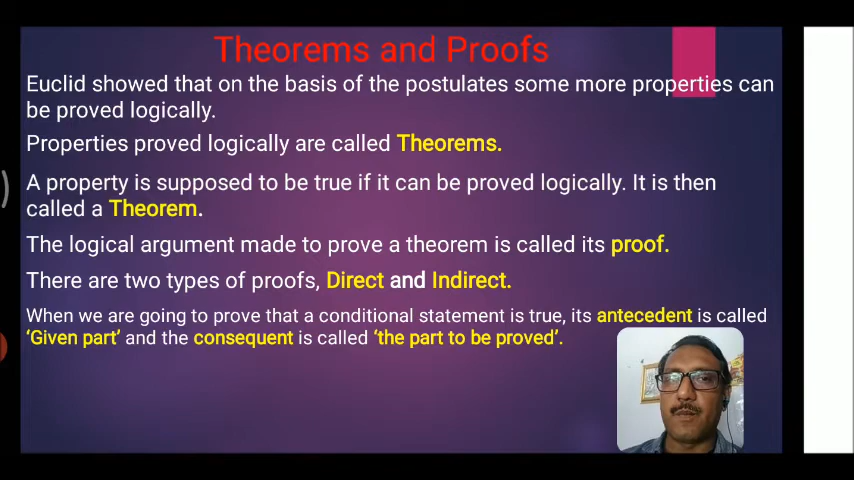 Theorems and Proofs
Euclid showed that on the basis of the postulates some more properties can
be proved logically.
Properties proved logically are called Theorems.
A property is supposed to be true if it can be proved logically. It is then
called a Theorem.
The logical argument made to prove a theorem is called its proof.
There are two types of proofs, Direct and Indirect.
When we are going to prove that a conditional statement is true, its antecedent is called
‘Given part’ and the consequent is called ‘the part to be proved’.